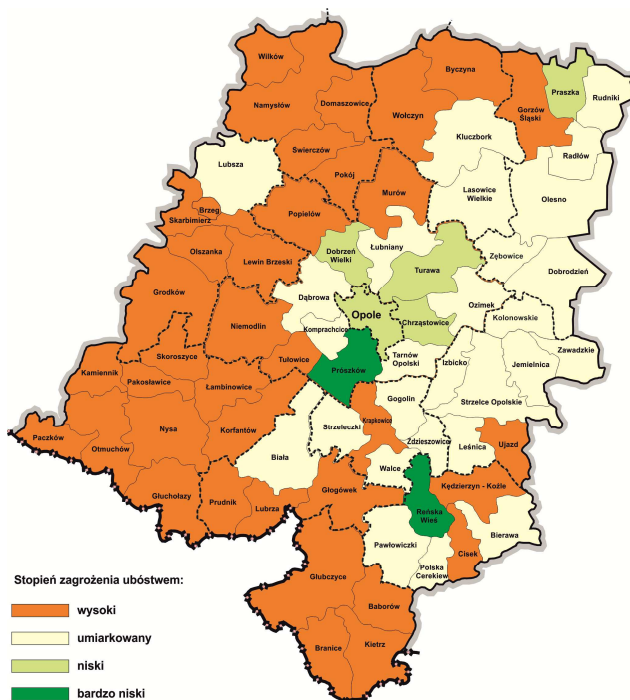 Wilków
Byczyna
Praszka
Rudniki
Namysłów
Domaszowice
Wołczyn
Gorzów
Śląski
Kluczbork
Świerczów
Radłów
Lubsza
Pokój
Murów
Lasowice
Wielkie
Olesno
Brzeg
Skarbimierz
Popielów
Olszanka
Lewin Brzeski
Dobrzeń
Wielki
Łubniany
Turawa
Zębowice
Dobrodzień
Grodków
Dąbrowa
Opole
Ozimek
Kolonowskie
Niemodlin
Komprachcice
Chrząstowice
Zawadzkie
Skoroszyce
Tułowice
Tarnów
Opolski
Izbicko
Jemielnica
Kamiennik
Pakosławice
Łambinowice
Prószków
Gogolin
Strzelce Opolskie
Paczków
Nysa
Korfantów
Strzeleczki
Krapkowice
Otmuchów
Biała
Zdzieszowice
Leśnica
Ujazd
Walce
Głuchołazy
Prudnik
Lubrza
Głogówek
Kędzierzyn - Koźle
Reńska
Wieś
Bierawa
Pawłowiczki
Cisek
Polska
Cerekiew
Głubczyce
Baborów
Branice
Kietrz
Stopień zagrożenia ubóstwem:
wysoki
umiarkowany
niski
bardzo niski